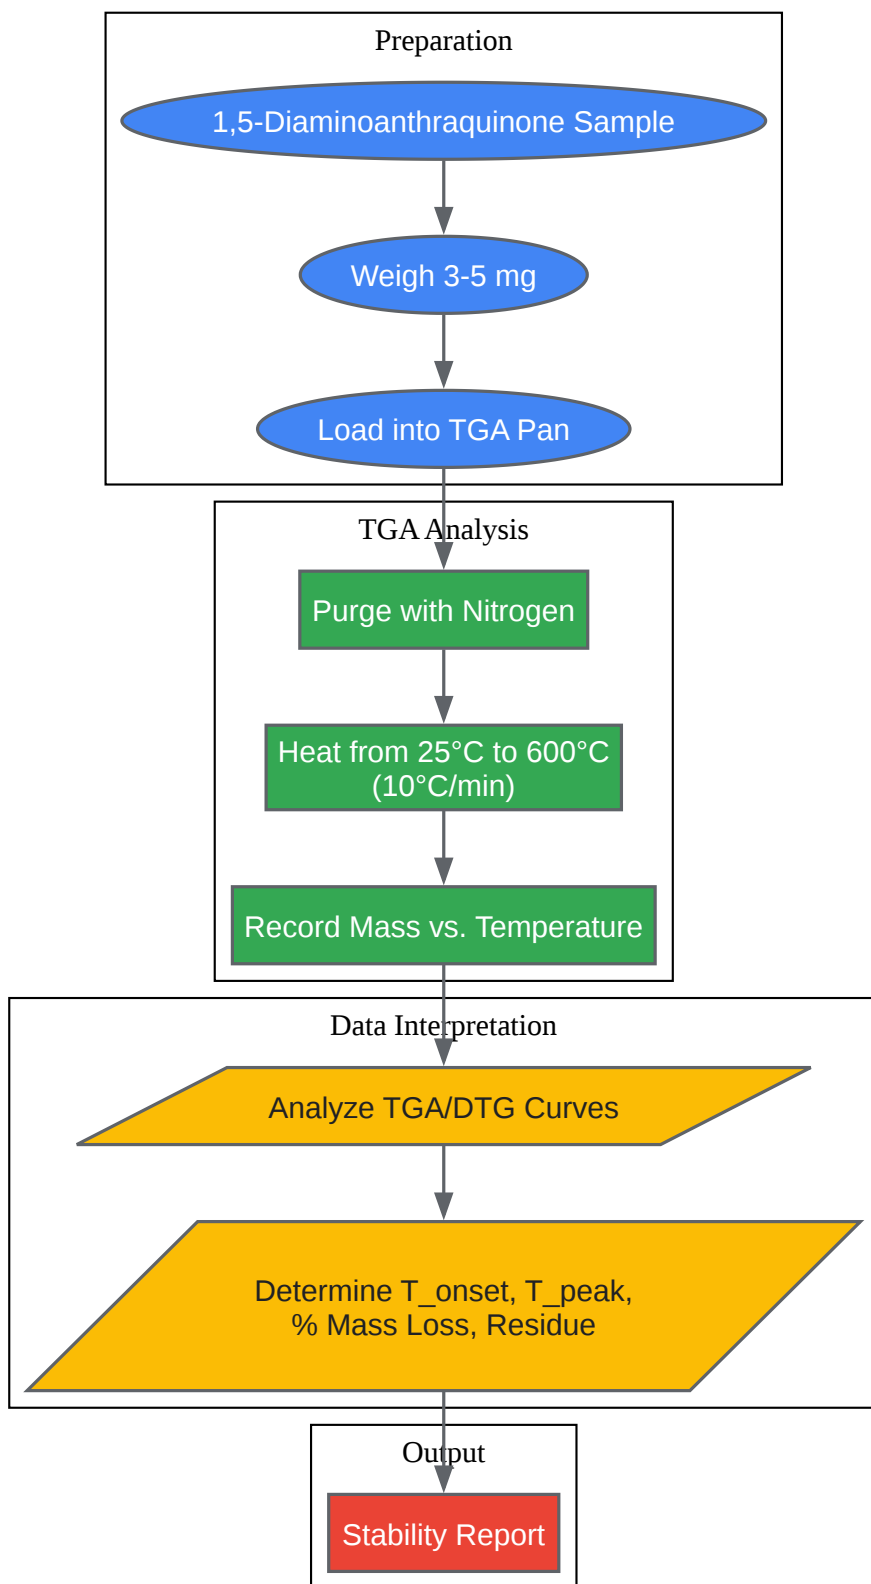 Preparation
1,5-Diaminoanthraquinone Sample
Weigh 3-5 mg
Load into TGA Pan
TGA Analysis
Purge with Nitrogen
Heat from 25°C to 600°C
(10°C/min)
Record Mass vs. Temperature
Data Interpretation
Analyze TGA/DTG Curves
Determine T_onset, T_peak,
% Mass Loss, Residue
Output
Stability Report